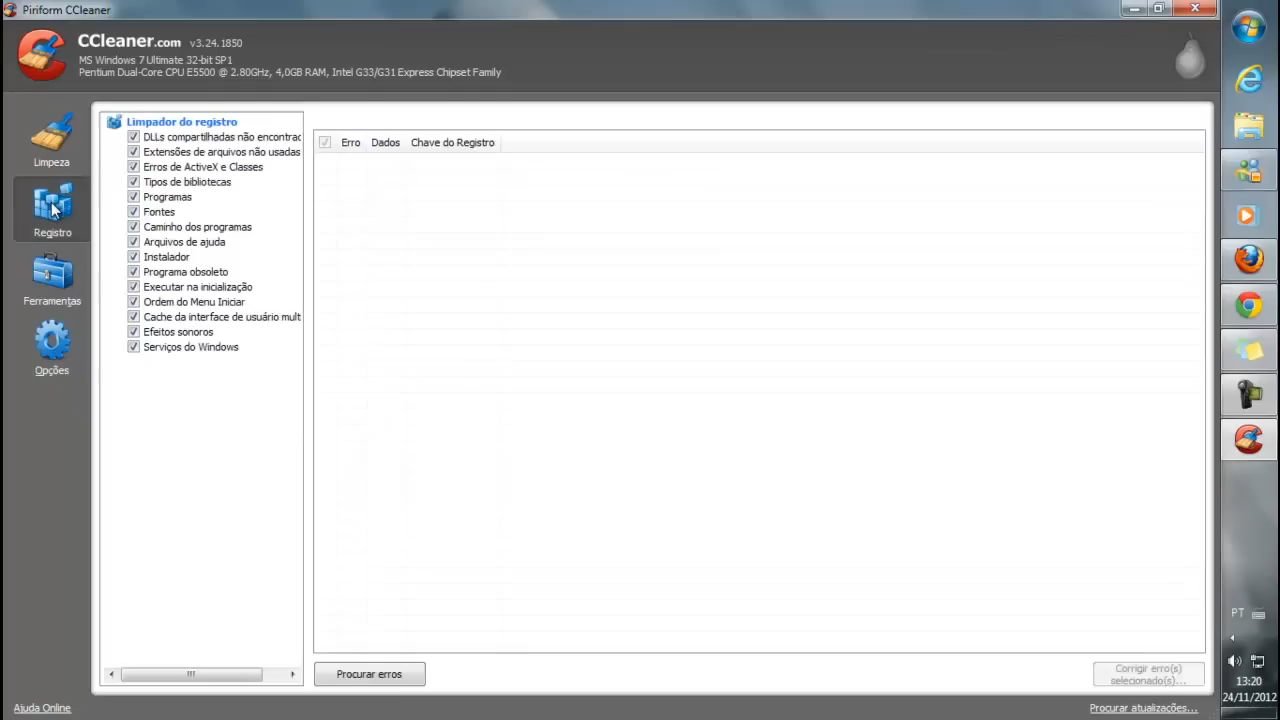 Piriform CCleaner
CCleaner.com v3.24.1850
MS Windows 7 Ultimate 32-bit SP1
Pentium Dual-Core CPU E5500 @ 2.80GHz, 4,0GB RAM, Intel G33/G31 Express Chipset Family
Limpeza
Registro
Ferramentas
Opções
Limpador do registro
DLLs compartilhadas não encontrad
Extensões de arquivos não usadas
Erros de ActiveX e Classes
Tipos de bibliotecas
Programas
Fontes
Caminho dos programas
Arquivos de ajuda
Instalador
Programa obsoleto
Executar na inicialização
Ordem do Menu Iniciar
Cache da interface de usuário mult
Efeitos sonoros
Serviços do Windows
Erro Dados Chave do Registro
Procurar erros
Corrigir erro(s)
selecionado(s)...
Ajuda Online
Procurar atualizações...
PT
13:20
24/11/2012